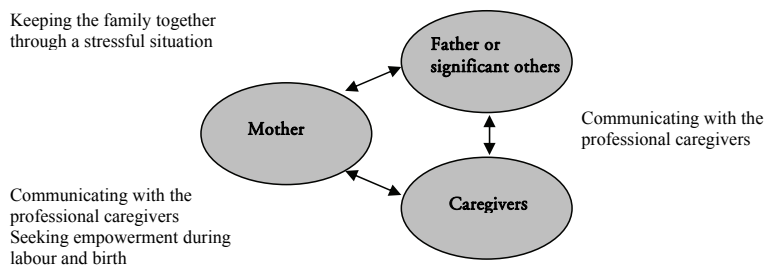 Keeping the family together
through a stressful situation
Father or
significant others
Mother
Communicating with the
professional caregivers
Communicating with the
professional caregivers
Seeking empowerment during
labour and birth
Caregivers